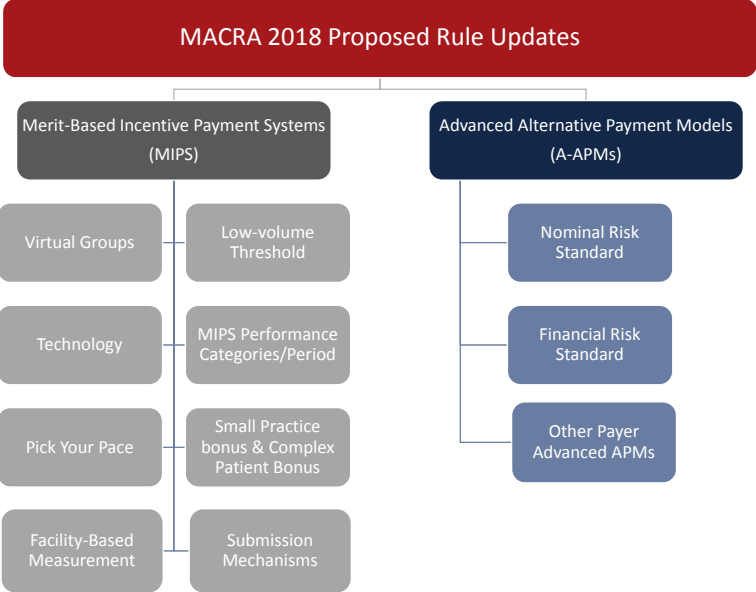 MACRA 2018 Proposed Rule Updates
Merit-Based Incentive Payment Systems
(MIPS)
Advanced Alternative Payment Models
(A-APMs)
Virtual Groups
Low-volume
Threshold
Technology
MIPS Performance
Categories/Period
Pick Your Pace
Small Practice
bonus & Complex
Patient Bonus
Facility-Based
Measurement
Submission
Mechanisms
Nominal Risk
Standard
Financial Risk
Standard
Other Payer
Advanced APMs